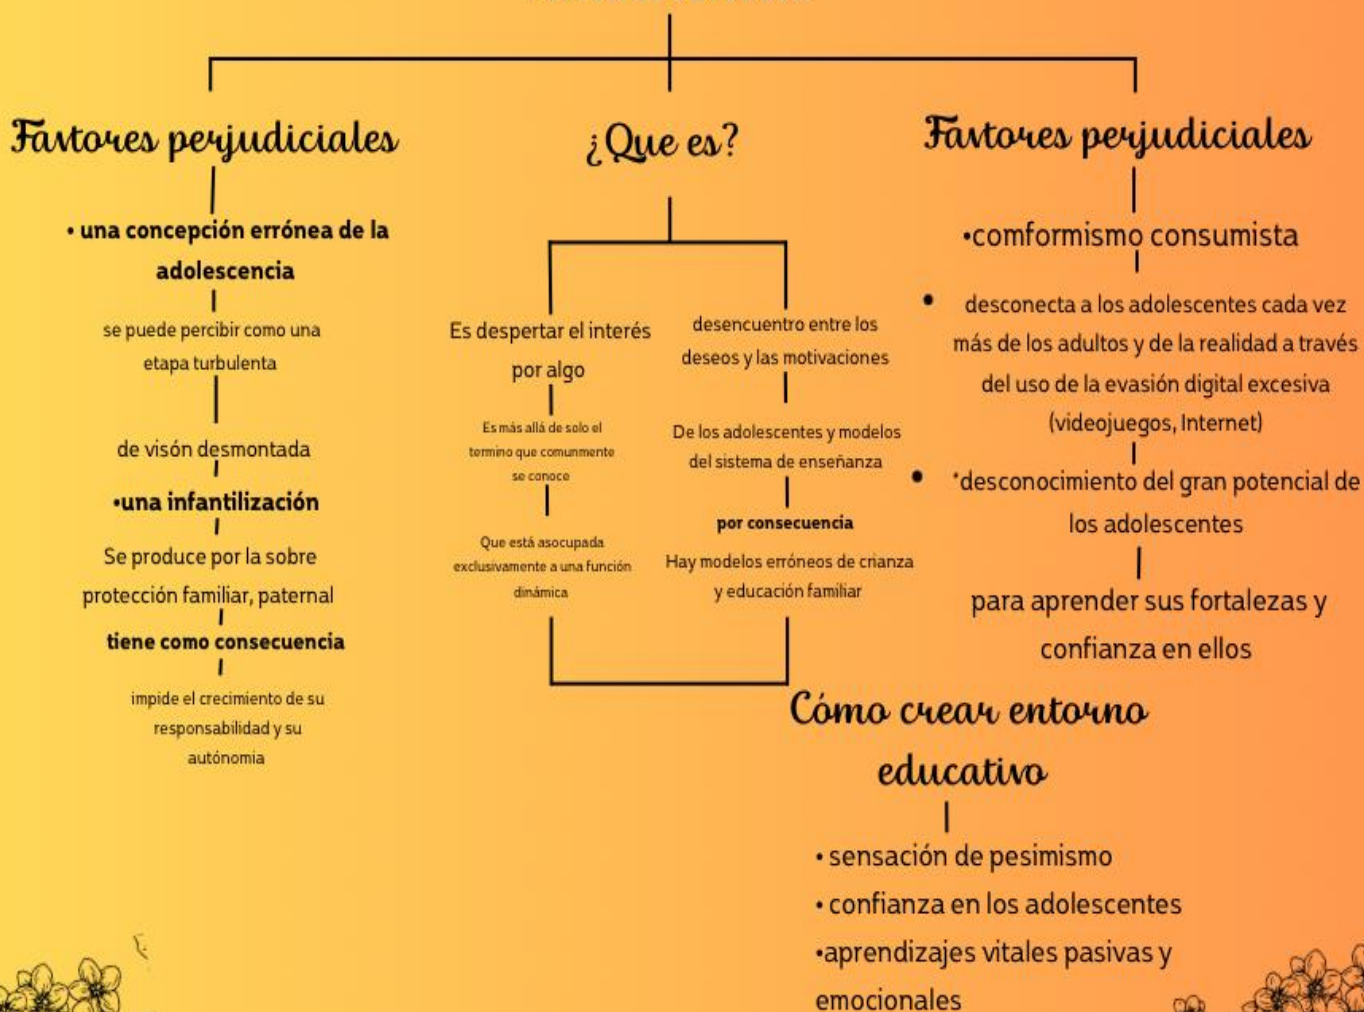 Favtores perjudiciales
• una concepción errónea de la
adolescencia
se puede percibir como una
etapa turbulenta
de visón desmontada
•una infantilización
Se produce por la sobre
protección familiar, paternal
tiene como consecuencia
impide el crecimiento de su
responsabilidad y su
autónomia
¿Que es?
Es despertar el interés
por algo
Es más allá de solo el
termino que comunmente
se conoce
Que está asocupada
exclusivamente a una función
dinámica
desencuentro entre los
deseos y las motivaciones
De los adolescentes y modelos
del sistema de enseñanza
por consecuencia
Hay modelos erróneos de crianza
y educación familiar
Favtores perjudiciales
•comformismo consumista
• desconecta a los adolescentes cada vez
más de los adultos y de la realidad a través
del uso de la evasión digital excesiva
(videojuegos, Internet)
• *desconocimiento del gran potencial de
los adolescentes
para aprender sus fortalezas y
confianza en ellos
Cómo crear entorno
educativo
• sensación de pesimismo
• confianza en los adolescentes
•aprendizajes vitales pasivas y
emocionales